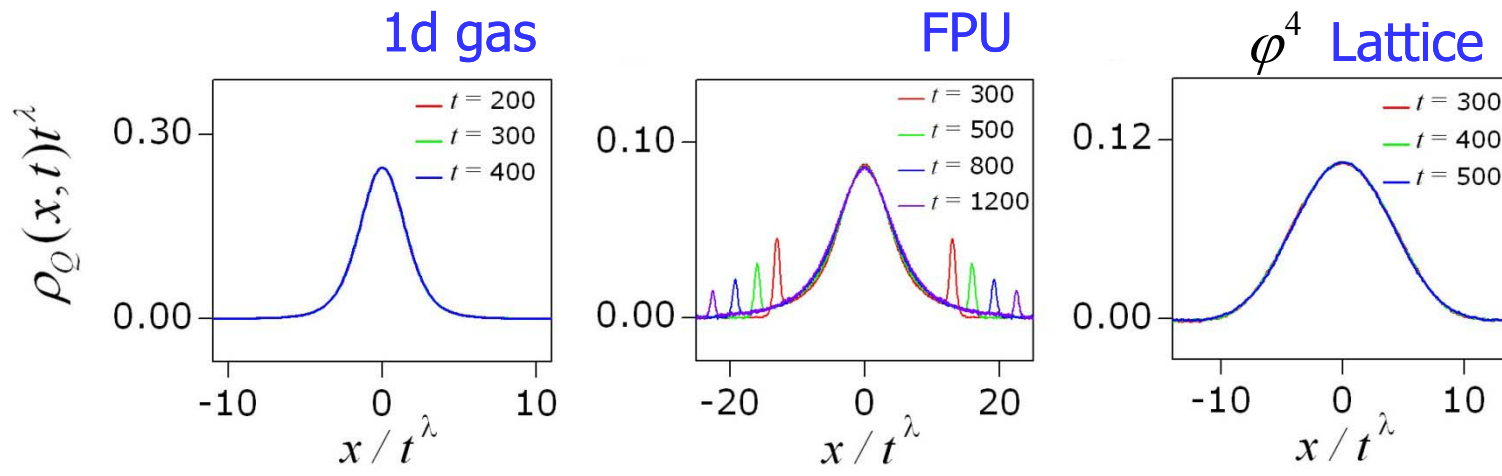 1d gas
FPU
φ⁴ Lattice
ρ_Q(x,t)t^λ
0.30
0.00
t = 200
t = 300
t = 400
-10 0 10
x / t^λ
0.10
0.00
t = 300
t = 500
t = 800
t = 1200
-20 0 20
x / t^λ
0.12
0.00
t = 300
t = 400
t = 500
-10 0 10
x / t^λ